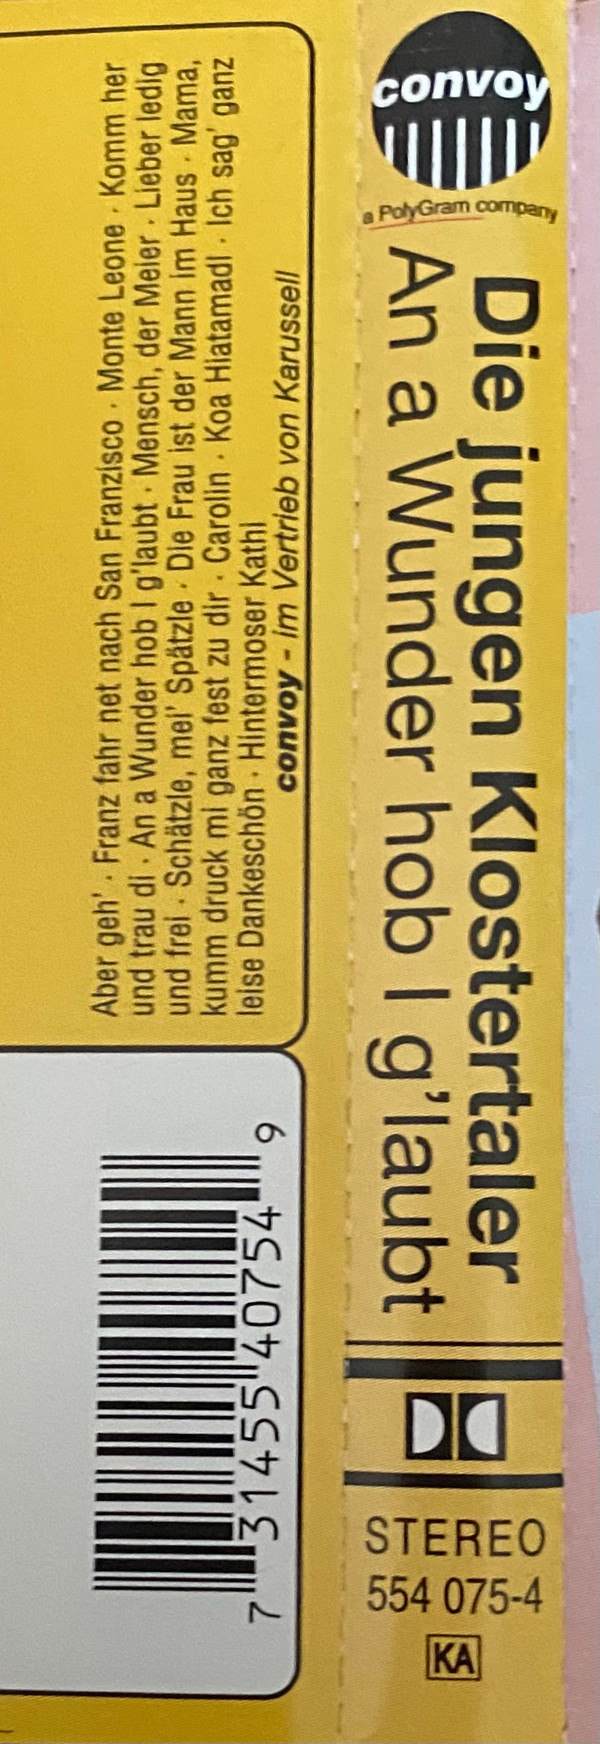 Aber geh' · Franz fahr net nach San Franzisco · Monte Leone · Komm her
und trau di · An a Wunder hob I g'laubt · Mensch, der Meier · Lieber ledig
und frei · Schätzle, mei' Spätzle · Die Frau ist der Mann im Haus · Mama,
kumm druck mi ganz fest zu dir · Carolin · Koa Hiatamadl · Ich sag' ganz
leise Dankeschön · Hintermoser Kathi
convoy - im Vertrieb von Karussell
7 31455 40754 9
convoy
a PolyGram company
Die jungen Klostertaler
An a Wunder hob I g'laubt
STEREO
554 075-4
KA